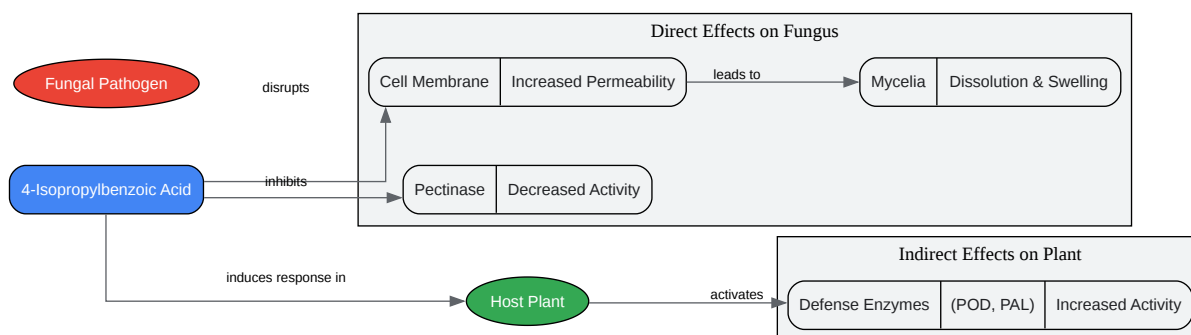 Direct Effects on Fungus
Fungal Pathogen
disrupts
Cell Membrane
Increased Permeability
leads to
Mycelia
Dissolution & Swelling
4-Isopropylbenzoic Acid
inhibits
Pectinase
Decreased Activity
Indirect Effects on Plant
induces response in
Host Plant
activates
Defense Enzymes
(POD, PAL)
Increased Activity